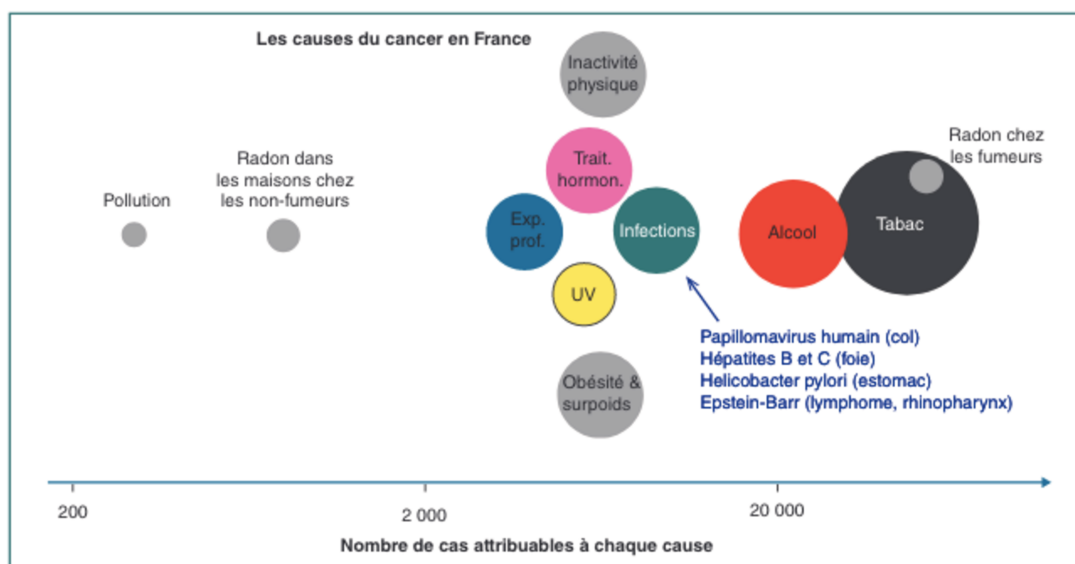 Les causes du cancer en France
Inactivité
physique
Radon chez
les fumeurs
Trait.
hormon.
Radon dans
les maisons chez
les non-fumeurs
Pollution
Exp.
prof.
Infections
Alcool
Tabac
UV
Papillomavirus humain (col)
Hépatites B et C (foie)
Helicobacter pylori (estomac)
Epstein-Barr (lymphome, rhinopharynx)
Obésité &
surpoids
200
2 000
20 000
Nombre de cas attribuables à chaque cause